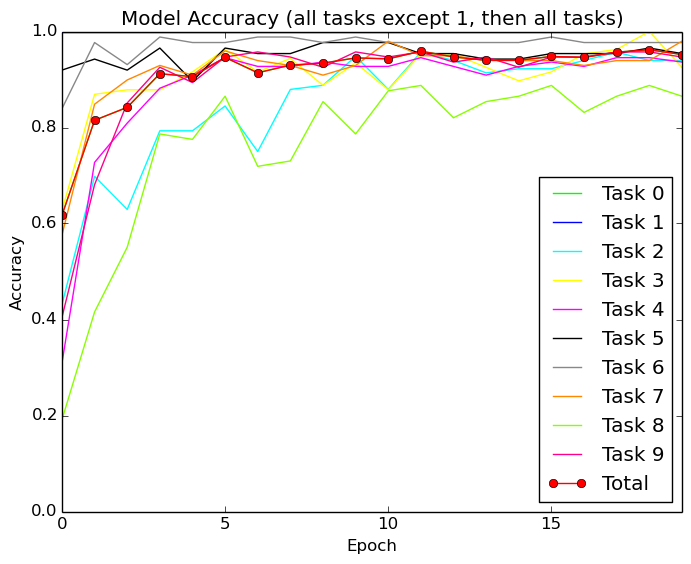 Model Accuracy (all tasks except 1, then all tasks)
1.0
0.8
0.6
0.4
0.2
0.0
Accuracy
0 5 10 15
Epoch
Task 0
Task 1
Task 2
Task 3
Task 4
Task 5
Task 6
Task 7
Task 8
Task 9
Total